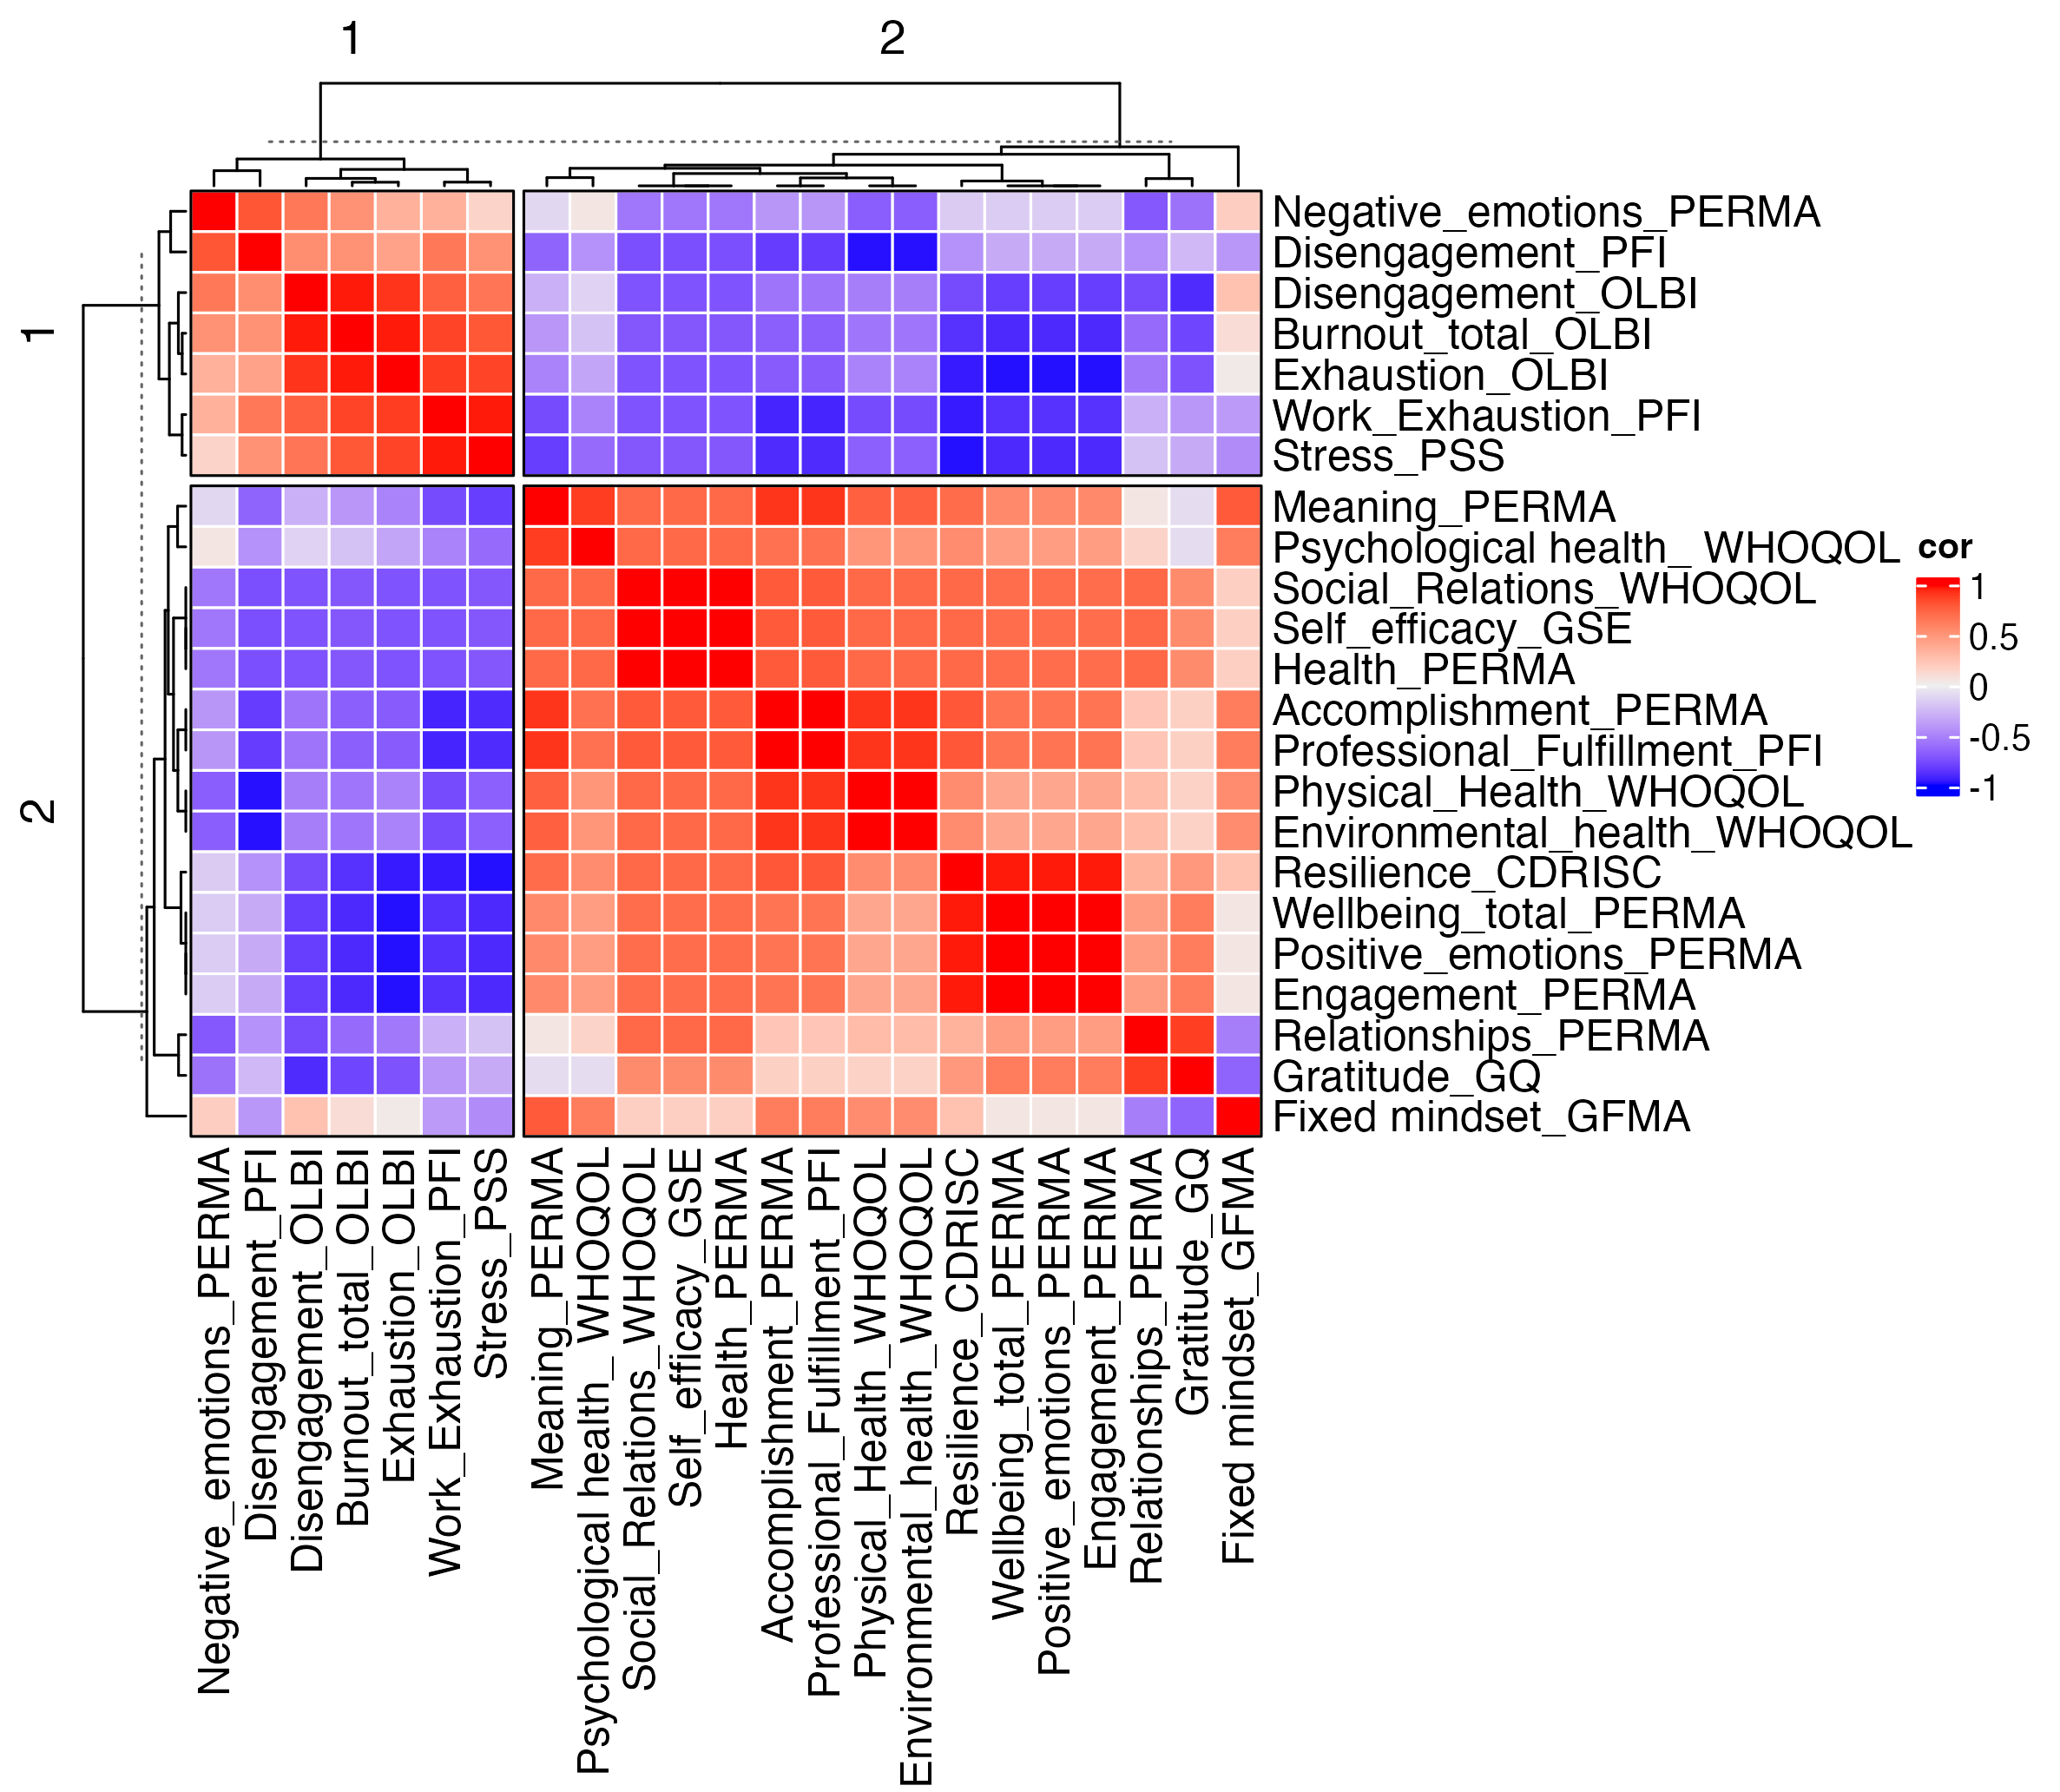 1
2
1
2
Negative_emotions_PERMA
Disengagement_PFI
Disengagement_OLBI
Burnout_total_OLBI
Exhaustion_OLBI
Work_Exhaustion_PFI
Stress_PSS
Meaning_PERMA
Psychological health_ WHOQOL
Social_Relations_WHOQOL
Self_efficacy_GSE
Health_PERMA
Accomplishment_PERMA
Professional_Fulfillment_PFI
Physical_Health_WHOQOL
Environmental_health_WHOQOL
Resilience_CDRISC
Wellbeing_total_PERMA
Positive_emotions_PERMA
Engagement_PERMA
Relationships_PERMA
Gratitude_GQ
Fixed mindset_GFMA
cor
1
0.5
0
-0.5
-1
Negative_emotions_PERMA
Disengagement_PFI
Disengagement_OLBI
Burnout_total_OLBI
Exhaustion_OLBI
Work_Exhaustion_PFI
Stress_PSS
Meaning_PERMA
Psychological health_ WHOQOL
Social_Relations_WHOQOL
Self_efficacy_GSE
Health_PERMA
Accomplishment_PERMA
Professional_Fulfillment_PFI
Physical_Health_WHOQOL
Environmental_health_WHOQOL
Resilience_CDRISC
Wellbeing_total_PERMA
Positive_emotions_PERMA
Engagement_PERMA
Relationships_PERMA
Gratitude_GQ
Fixed mindset_GFMA